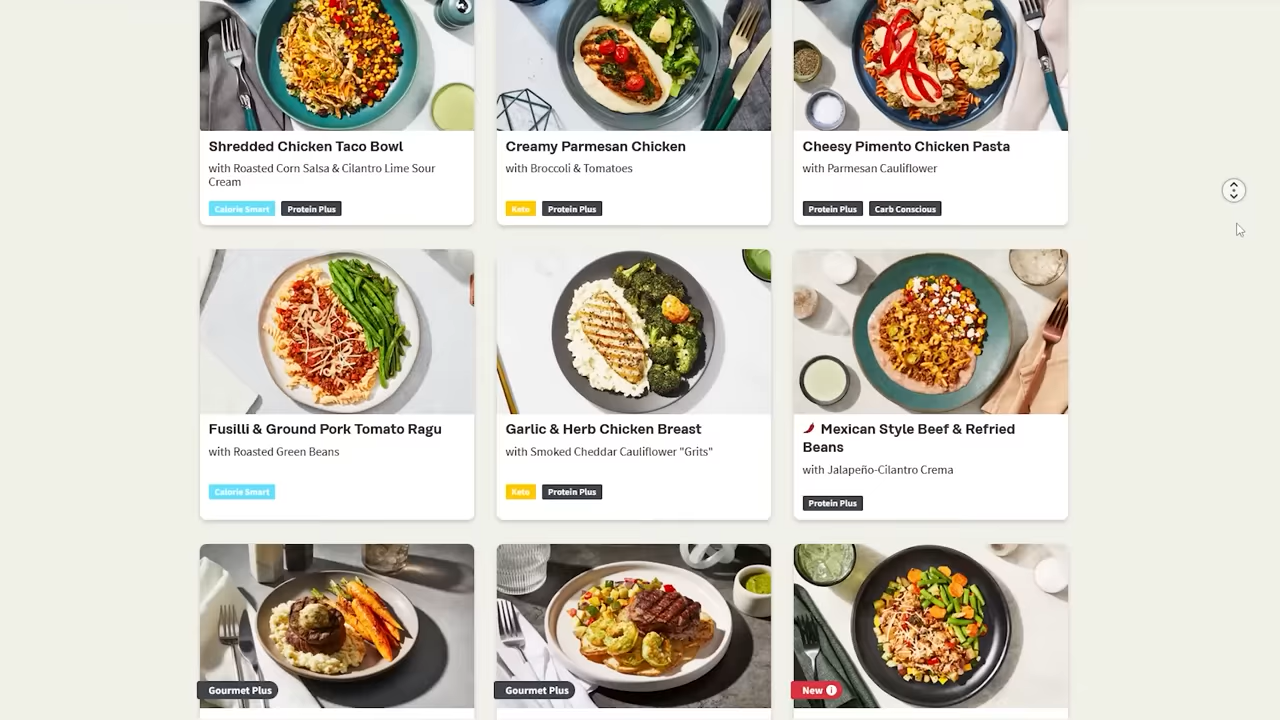 Shredded Chicken Taco Bowl
with Roasted Corn Salsa & Cilantro Lime Sour
Cream
Calorie Smart
Protein Plus
Creamy Parmesan Chicken
with Broccoli & Tomatoes
Keto
Protein Plus
Cheesy Pimento Chicken Pasta
with Parmesan Cauliflower
Protein Plus
Carb Conscious
Fusilli & Ground Pork Tomato Ragu
with Roasted Green Beans
Calorie Smart
Garlic & Herb Chicken Breast
with Smoked Cheddar Cauliflower "Grits"
Keto
Protein Plus
Mexican Style Beef & Refried
Beans
with Jalapeño-Cilantro Crema
Protein Plus
Gourmet Plus
Gourmet Plus
New